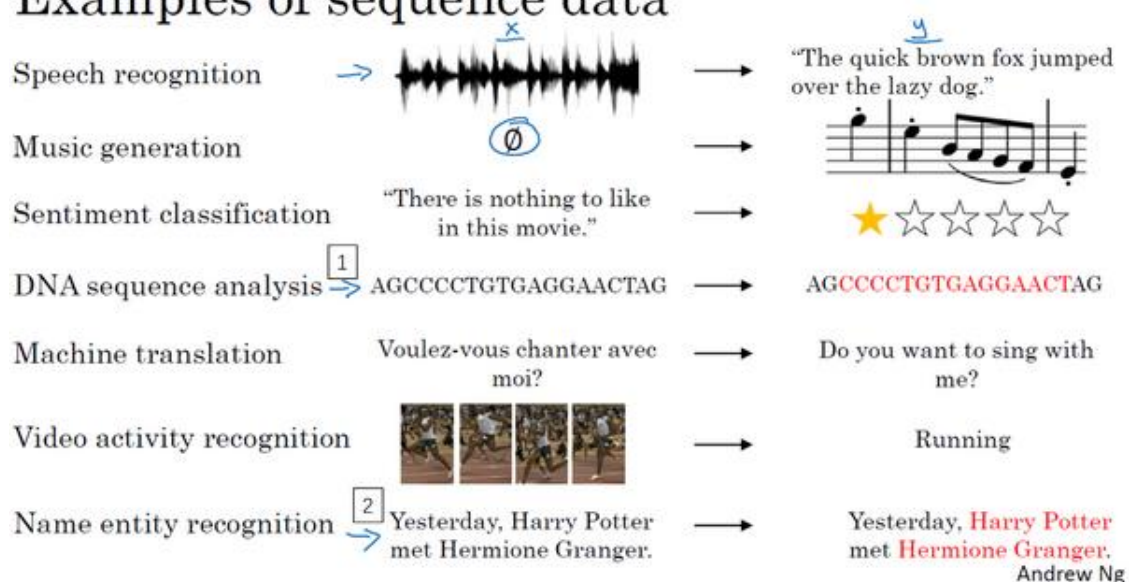 Examples of sequence data
x
y
Speech recognition
"The quick brown fox jumped
over the lazy dog."
Music generation
∅
Sentiment classification
"There is nothing to like
in this movie."
1
DNA sequence analysis
AGCCCCTGTGAGGAACTAG
AGCCCCTGTGAGGAACTAG
Machine translation
Voulez-vous chanter avec
moi?
Do you want to sing with
me?
Video activity recognition
Running
2
Name entity recognition
Yesterday, Harry Potter
met Hermione Granger.
Yesterday, Harry Potter
met Hermione Granger.
Andrew Ng